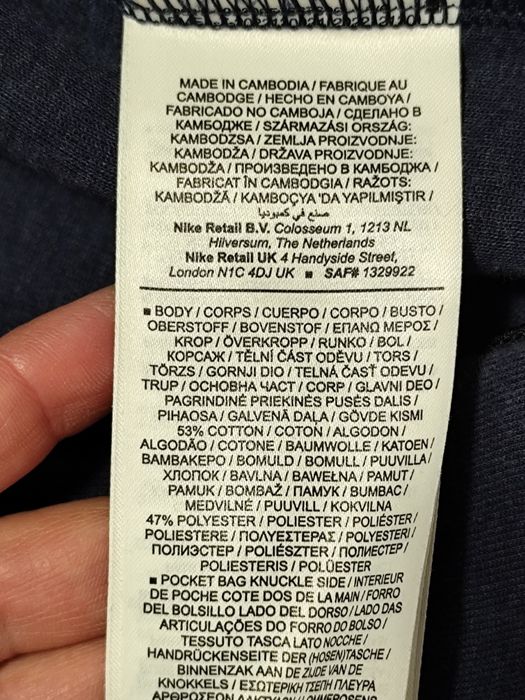 MADE IN CAMBODIA / FABRIQUE AU
CAMBODGE / HECHO EN CAMBOYA /
FABRICADO NO CAMBOJA / СДЕЛАНО В
КАМБОДЖЕ / SZÁRMAZÁSI ORSZÁG:
KAMBODZSA / ZEMLJA PROIZVODNJE:
KAMBODŽA / DRŽAVA PROIZVODNJE:
KAMBODŽA / ПРОИЗВЕДЕНО В КАМБОДЖА /
FABRICAT ÎN CAMBODGIA / RAŽOTS:
KAMBODŽĀ / KAMBOÇYA 'DA YAPILMIŞTIR /
صنع في كمبوديا
Nike Retail B.V. Colosseum 1, 1213 NL
Hilversum, The Netherlands
Nike Retail UK 4 Handyside Street,
London N1C 4DJ UK ■ SAF# 1329922
■ BODY / CORPS / CUERPO / CORPO / BUSTO /
OBERSTOFF / BOVENSTOF / ΕΠΑΝΩ ΜΕΡΟΣ /
KROP / ÖVERKROPP / RUNKO / BOL /
КОРСАЖ / TĚLNÍ ČÁST ODĚVU / TORS /
TÖRZS / GORNJI DIO / TELNÁ ČASŤ ODEVU /
TRUP / ОСНОВНА ЧАСТ / CORP / GLAVNI DEO /
PAGRINDINĖ PRIEKINĖS PUSĖS DALIS /
PIHAOSA / GALVENĀ DAĻA / GÖVDE KISMI
53% COTTON / COTON / ALGODON /
ALGODÃO / COTONE / BAUMWOLLE / KATOEN /
ΒΑΜΒΑΚΕΡΟ / BOMULD / BOMULL / PUUVILLA /
ХЛОПОК / BAVLNA / BAWEŁNA / PAMUT /
PAMUK / BOMBAŽ / ПАМУК / BUMBAC /
MEDVILNĖ / PUUVILL / KOKVILNA
47% POLYESTER / POLIESTER / POLIÉSTER /
POLIESTERE / ΠΟΛΥΕΣΤΕΡΑΣ / POLYESTERI /
ПОЛИЭСТЕР / POLIÉSZTER / ПОЛИЕСТЕР /
POLIESTERIS / POLÜESTER
■ POCKET BAG KNUCKLE SIDE / INTERIEUR
DE POCHE COTE DOS DE LA MAIN / FORRO
DEL BOLSILLO LADO DEL DORSO / LADO DAS
ARTICULAÇÕES DO FORRO DO BOLSO /
TESSUTO TASCA LATO NOCCHE /
HANDRÜCKENSEITE DER (HOSEN)TASCHE /
BINNENZAK AAN DE ZIJDE VAN DE
KNOKKELS / ΕΣΩΤΕΡΙΚΗ ΤΣΕΠΗ ΠΛΕΥΡΑ